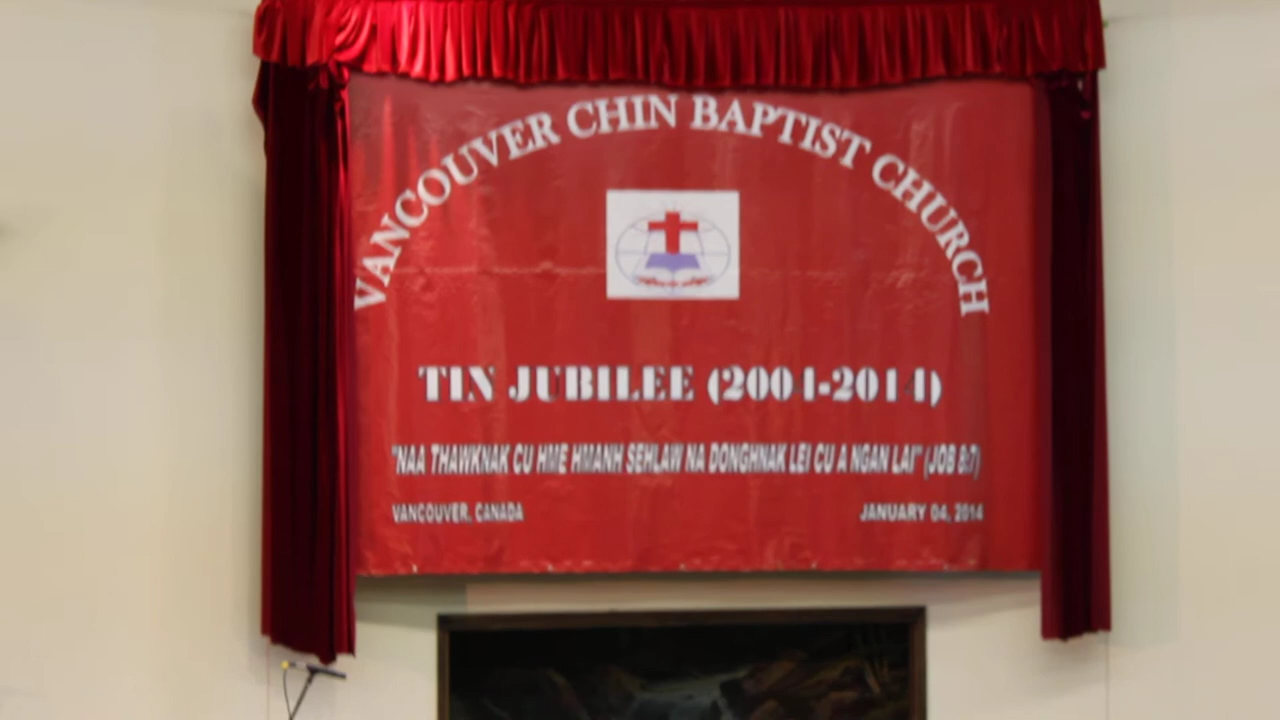 VANCOUVER CHIN BAPTIST CHURCH
TIN JUBILEE (2004-2014)
"NAA THAWKNAK CU HME HMANH SEHLAW NA DONGHNAK LEI CU A NGAN LAI" (JOB 8:7)
VANCOUVER, CANADA
JANUARY 04, 2014